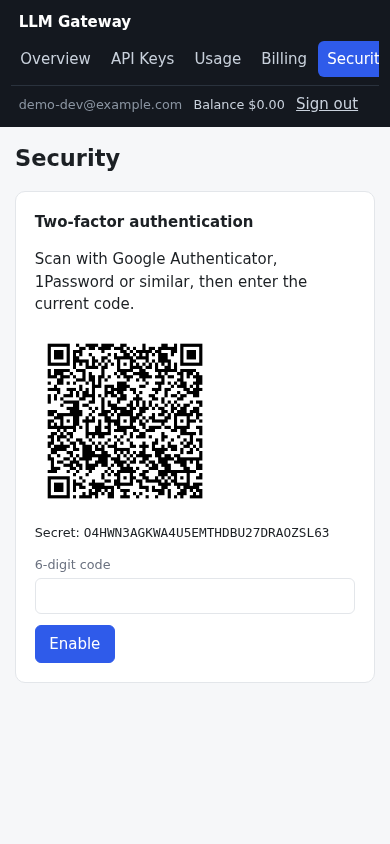 LLM Gateway
Overview API Keys Usage Billing Securit
demo-dev@example.com Balance $0.00 Sign out
Security
Two-factor authentication
Scan with Google Authenticator,
1Password or similar, then enter the
current code.
Secret: O4HWN3AGKWA4U5EMTHDBU27DRAOZSL63
6-digit code
Enable